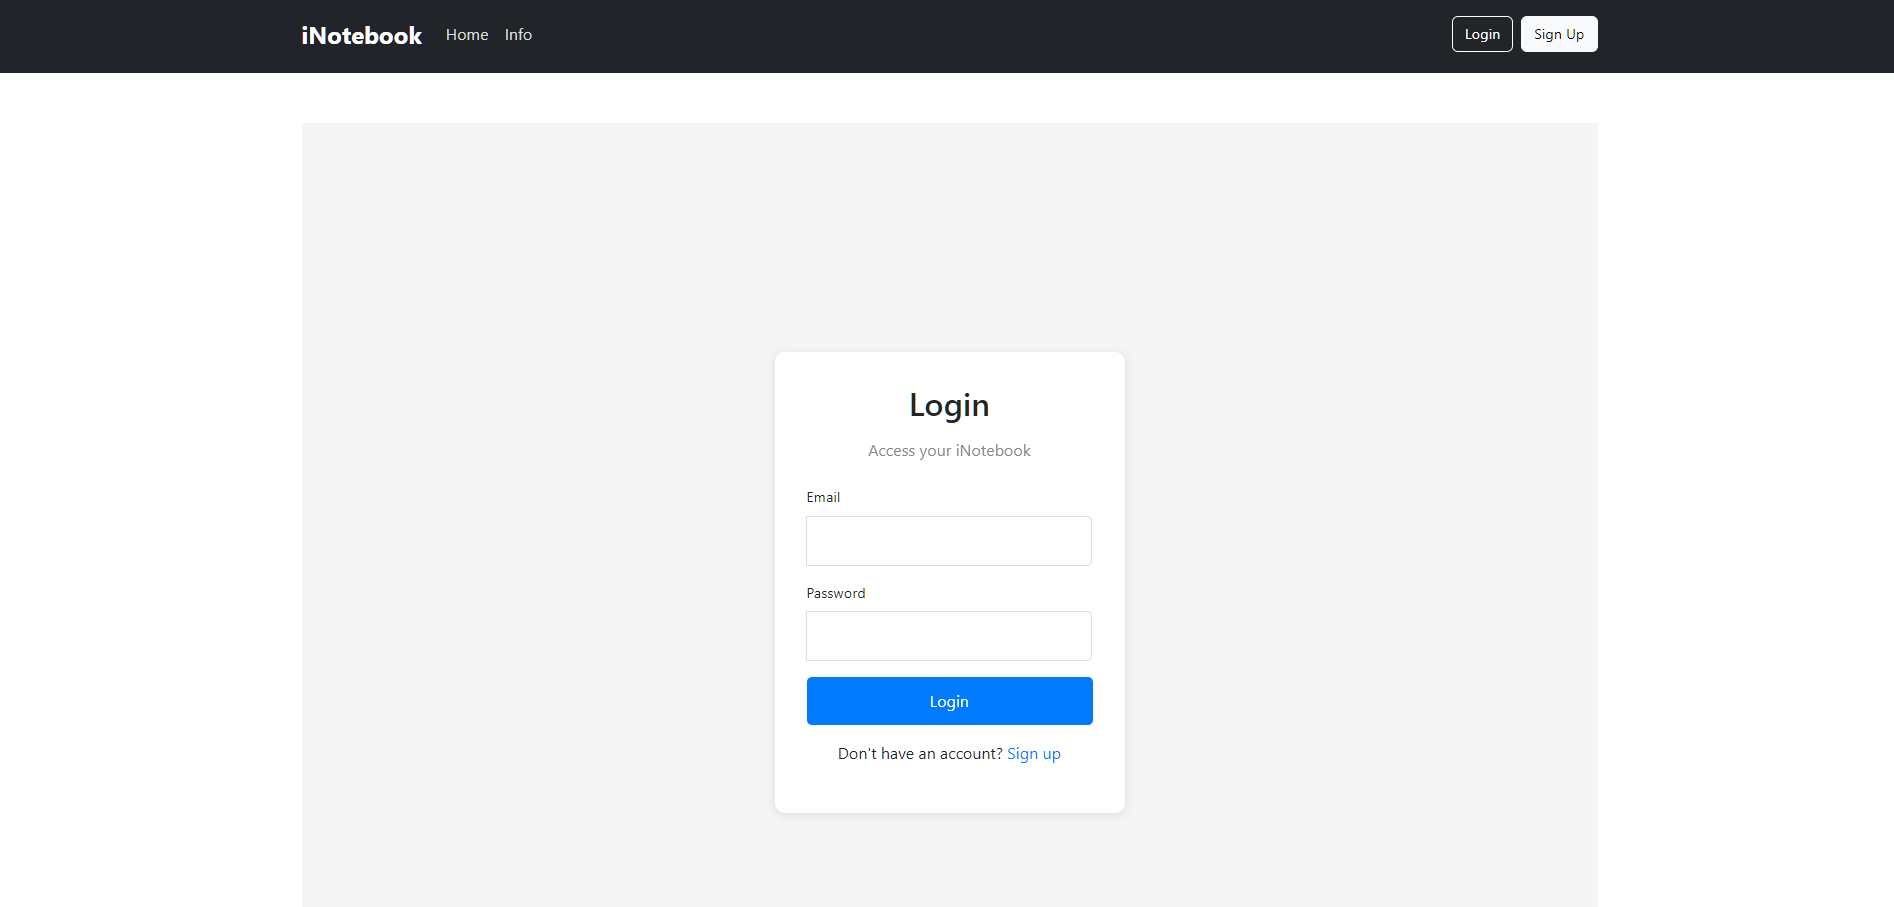 iNotebook Home Info Login Sign Up
Login
Access your iNotebook
Email
Password
Login
Don't have an account? Sign up